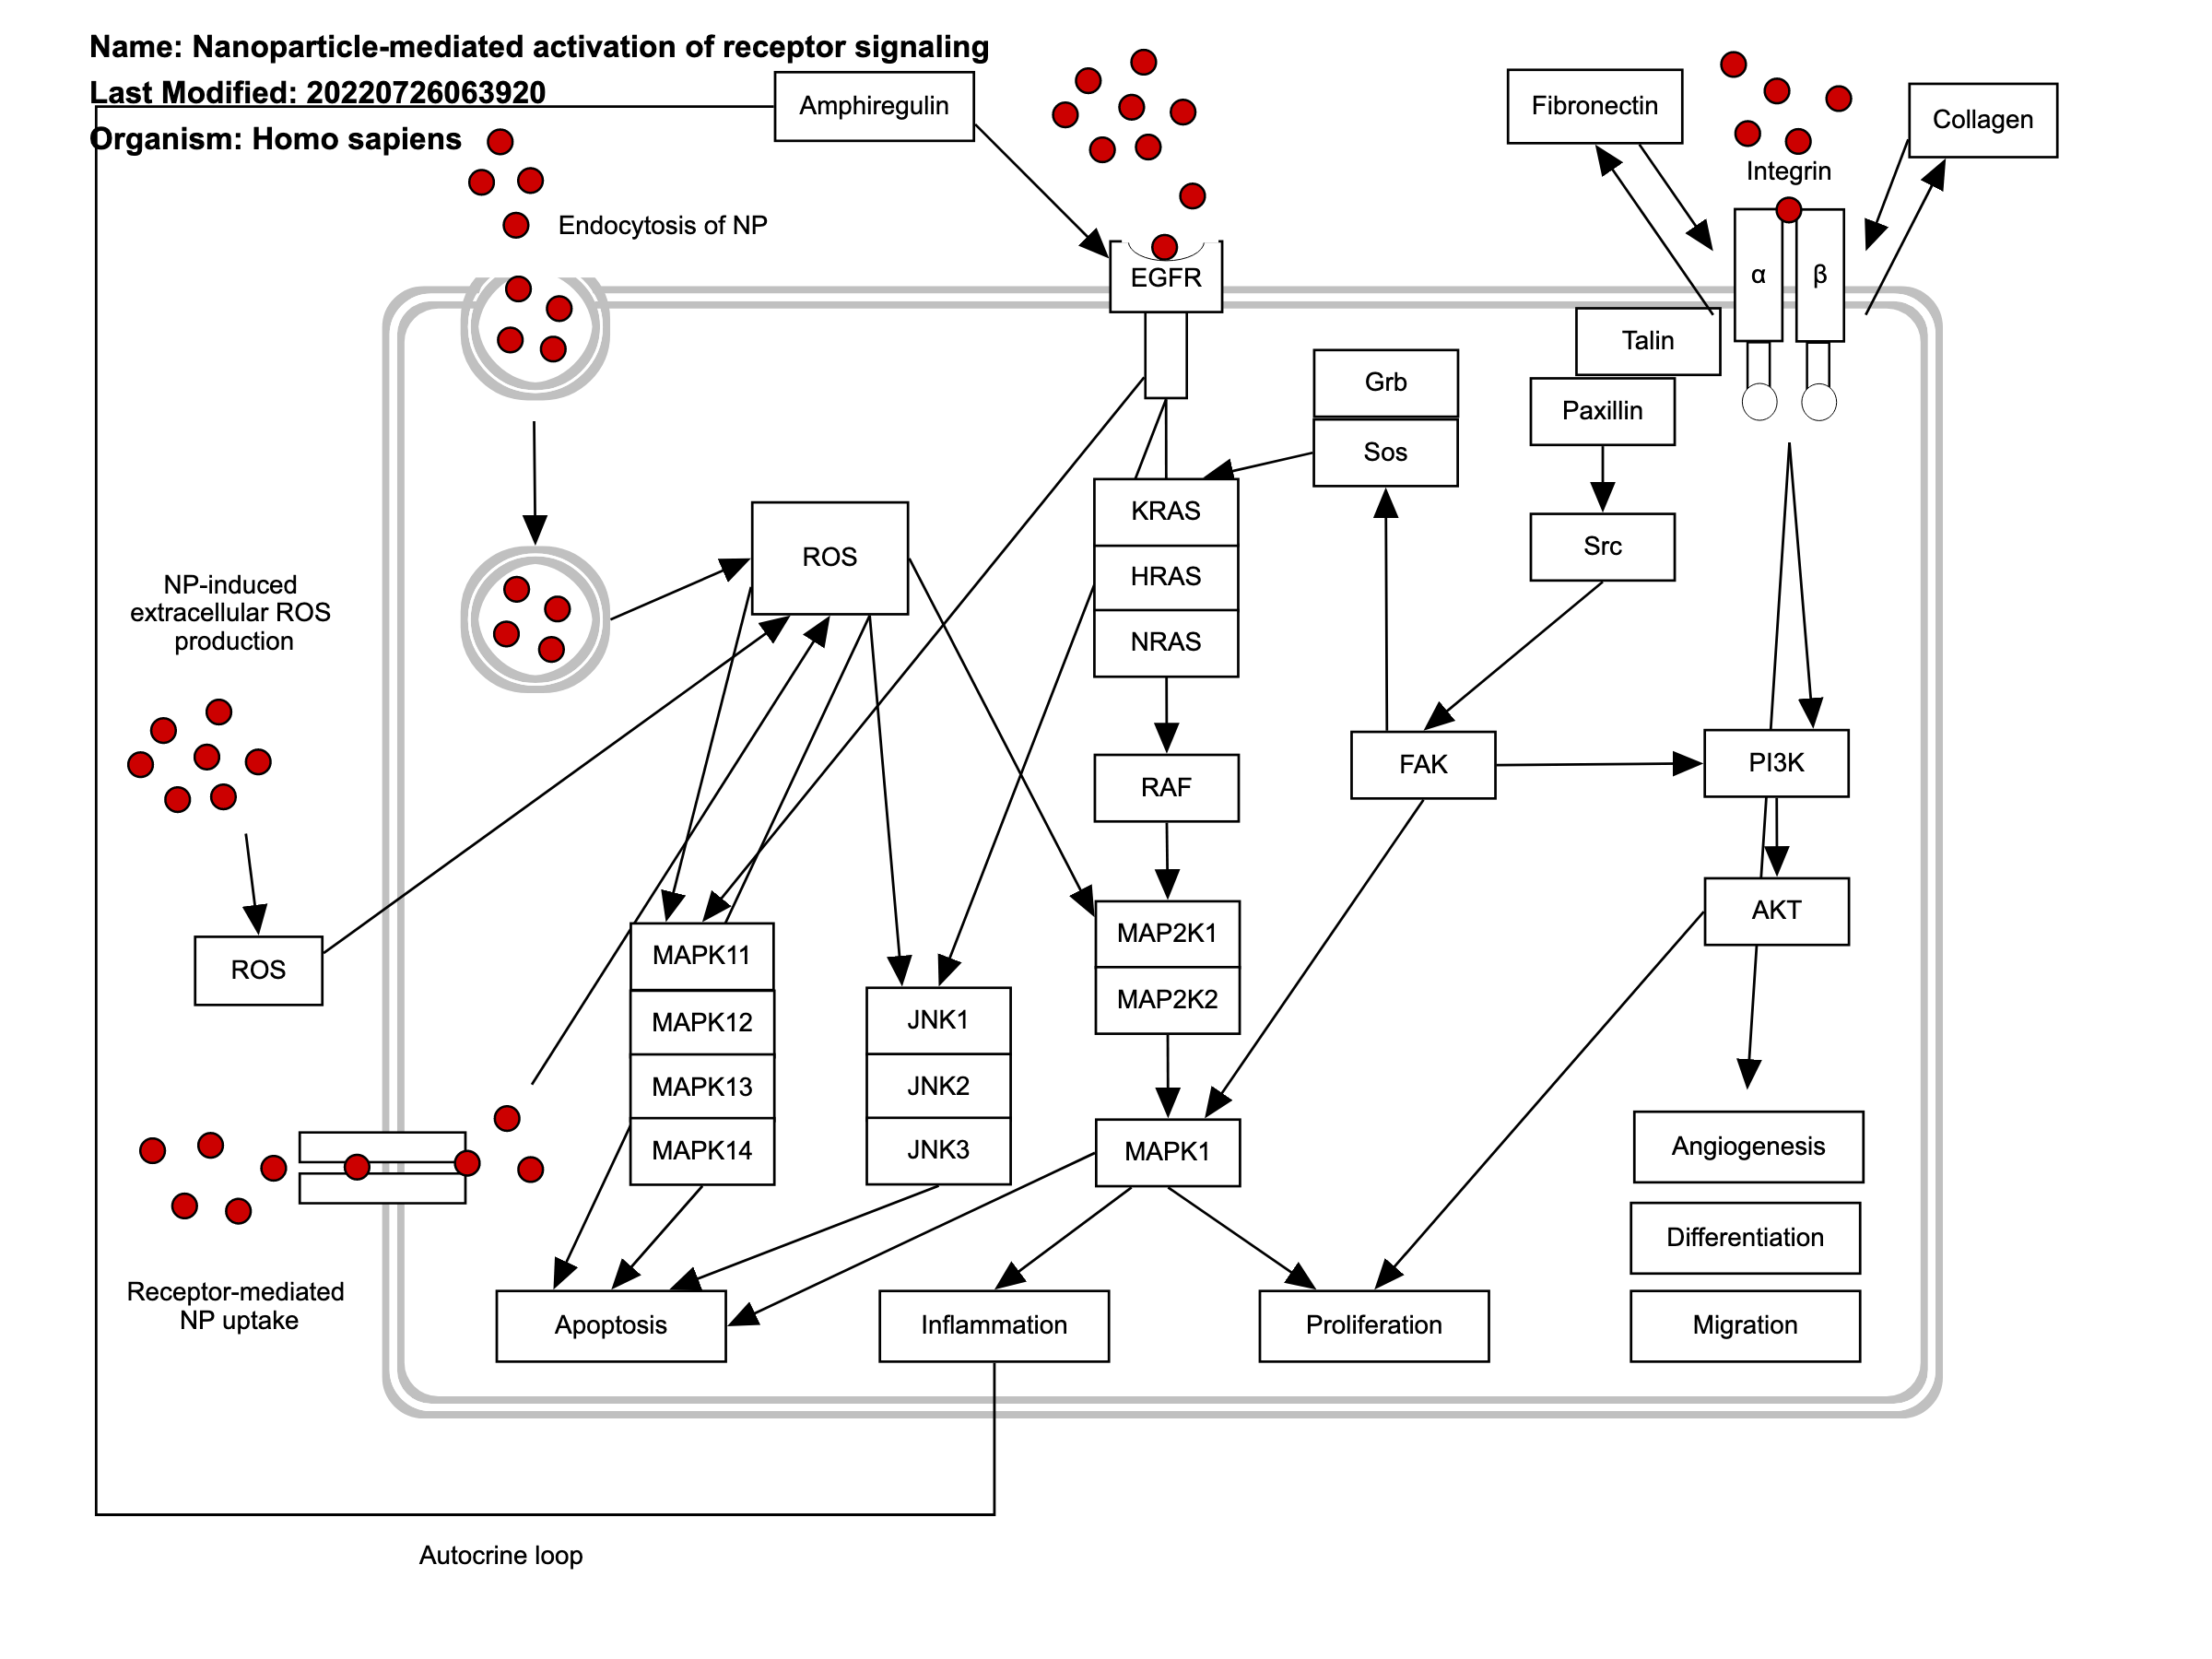 Name: Nanoparticle-mediated activation of receptor signaling
Last Modified: 20220726063920
Organism: Homo sapiens
Amphiregulin
Fibronectin
Collagen
Integrin
Endocytosis of NP
EGFR
α
β
Talin
Grb
Paxillin
Sos
KRAS
ROS
Src
HRAS
NP-induced
extracellular ROS
production
NRAS
FAK
PI3K
RAF
AKT
MAP2K1
MAPK11
ROS
MAP2K2
MAPK12
JNK1
MAPK13
JNK2
MAPK14
JNK3
MAPK1
Angiogenesis
Differentiation
Receptor-mediated
NP uptake
Apoptosis
Inflammation
Proliferation
Migration
Autocrine loop